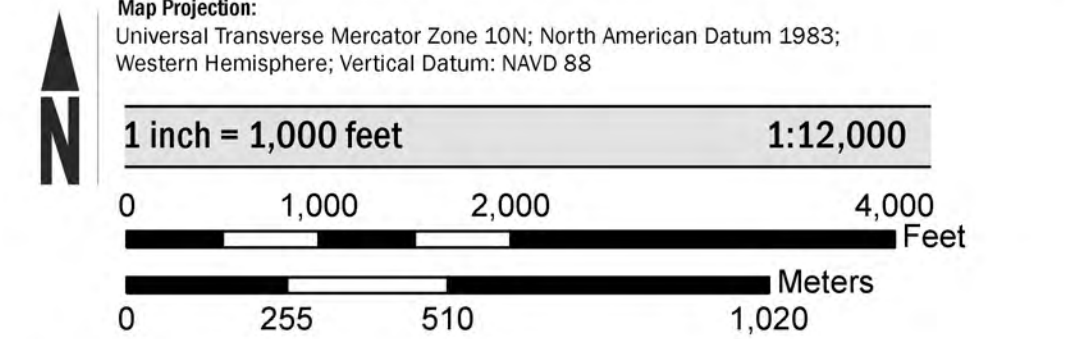 Map Projection:
Universal Transverse Mercator Zone 10N; North American Datum 1983;
Western Hemisphere; Vertical Datum: NAVD 88
N
1 inch = 1,000 feet 1:12,000
0 1,000 2,000 4,000
Feet
Meters
0 255 510 1,020